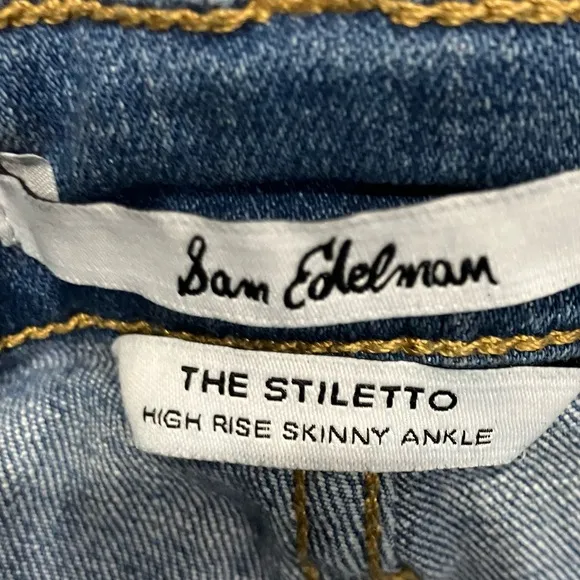 Sam Edelman
THE STILETTO
HIGH RISE SKINNY ANKLE